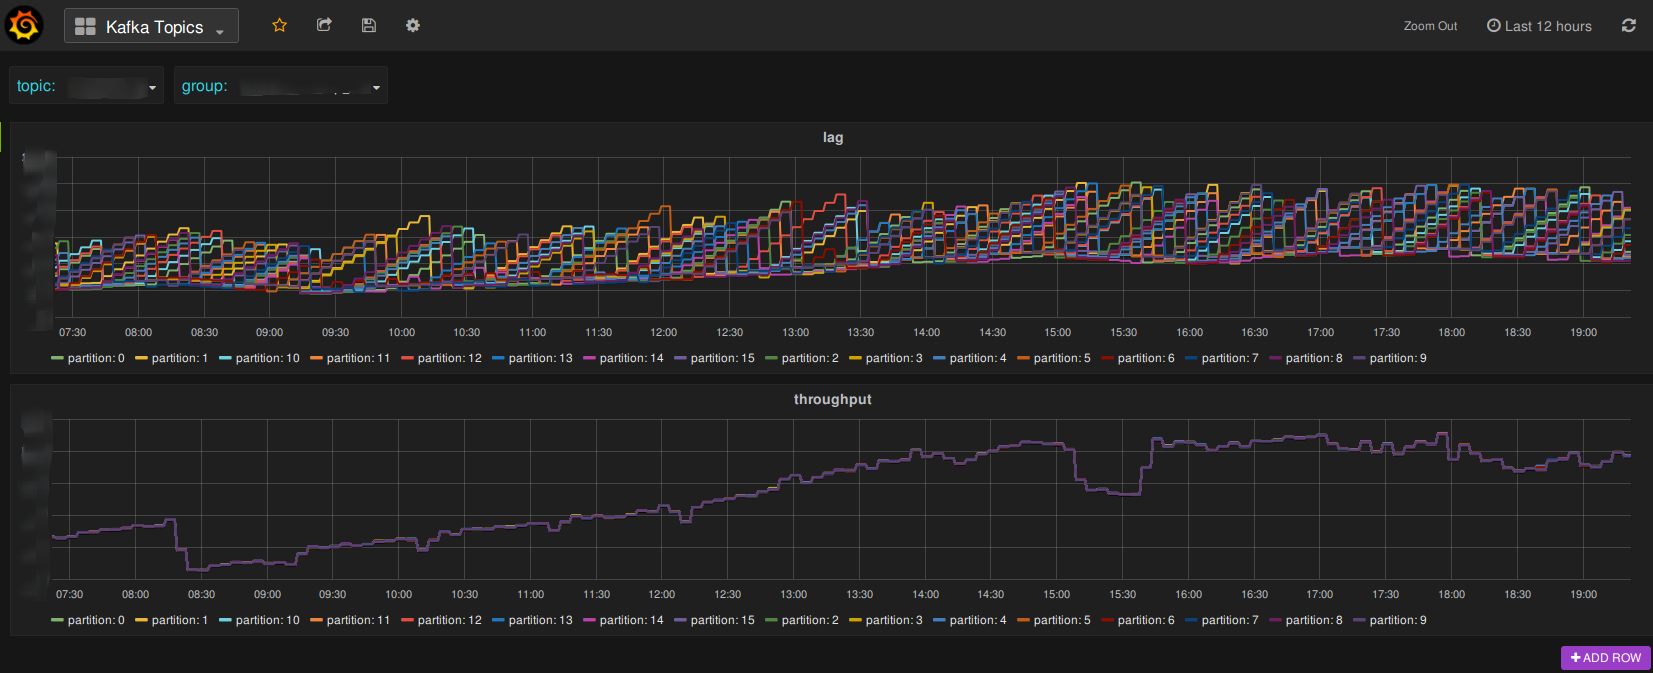 Kafka Topics
Zoom Out
Last 12 hours
topic:
group:
lag
07:30 08:00 08:30 09:00 09:30 10:00 10:30 11:00 11:30 12:00 12:30 13:00 13:30 14:00 14:30 15:00 15:30 16:00 16:30 17:00 17:30 18:00 18:30 19:00
partition: 0 partition: 1 partition: 10 partition: 11 partition: 12 partition: 13 partition: 14 partition: 15 partition: 2 partition: 3 partition: 4 partition: 5 partition: 6 partition: 7 partition: 8 partition: 9
throughput
07:30 08:00 08:30 09:00 09:30 10:00 10:30 11:00 11:30 12:00 12:30 13:00 13:30 14:00 14:30 15:00 15:30 16:00 16:30 17:00 17:30 18:00 18:30 19:00
partition: 0 partition: 1 partition: 10 partition: 11 partition: 12 partition: 13 partition: 14 partition: 15 partition: 2 partition: 3 partition: 4 partition: 5 partition: 6 partition: 7 partition: 8 partition: 9
+ ADD ROW